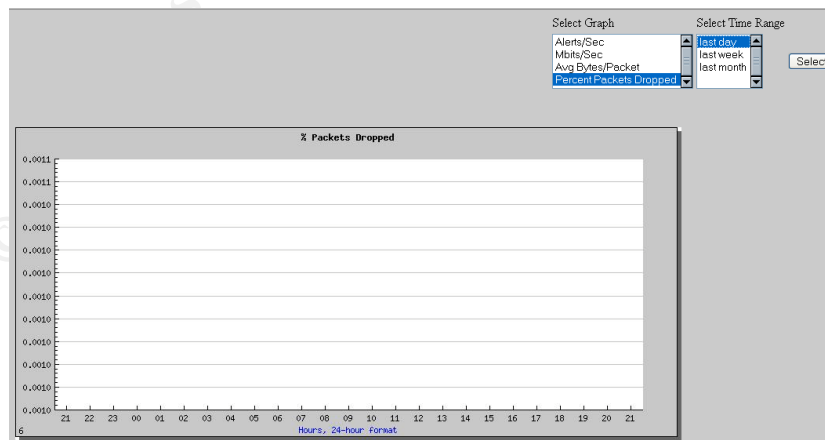 Select Graph
Select Time Range
Alerts/Sec
Mbits/Sec
Avg Bytes/Packet
Percent Packets Dropped
last day
last week
last month
Select
% Packets Dropped
0.0011
0.0011
0.0010
0.0010
0.0010
0.0010
0.0010
0.0010
0.0010
0.0010
0.0010
0.0010
21 22 23 00 01 02 03 04 05 06 07 08 09 10 11 12 13 14 15 16 17 18 19 20 21
6
Hours, 24-hour format